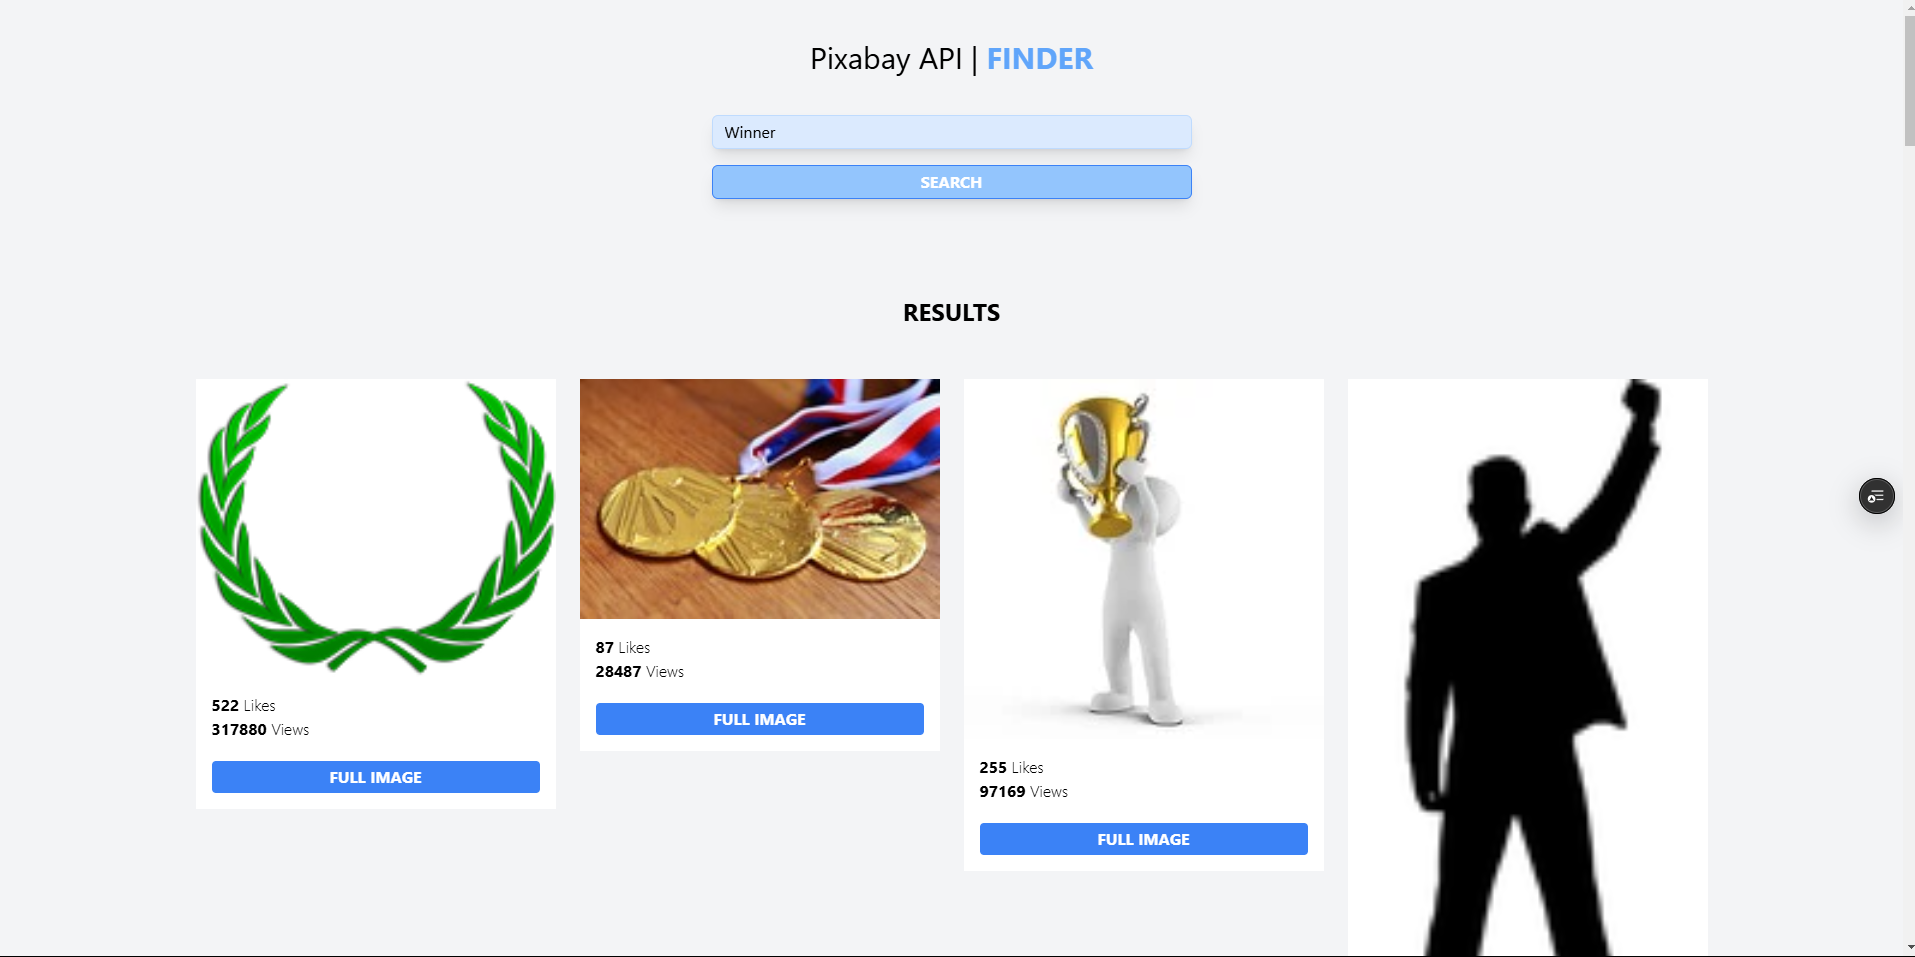 Pixabay API | FINDER
Winner
SEARCH
RESULTS
522 Likes
317880 Views
FULL IMAGE
87 Likes
28487 Views
FULL IMAGE
255 Likes
97169 Views
FULL IMAGE